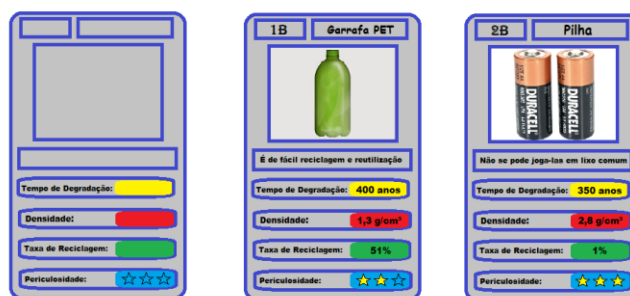 Tempo de Degradação:
Densidade:
Taxa de Reciclagem:
Periculosidade:
1B Garrafa PET
É de fácil reciclagem e reutilização
Tempo de Degradação: 400 anos
Densidade: 1,3 g/cm³
Taxa de Reciclagem: 51%
Periculosidade:
2B Pilha
DURACELL DURACELL
Não se pode joga-las em lixo comum
Tempo de Degradação: 350 anos
Densidade: 2,8 g/cm³
Taxa de Reciclagem: 1%
Periculosidade: